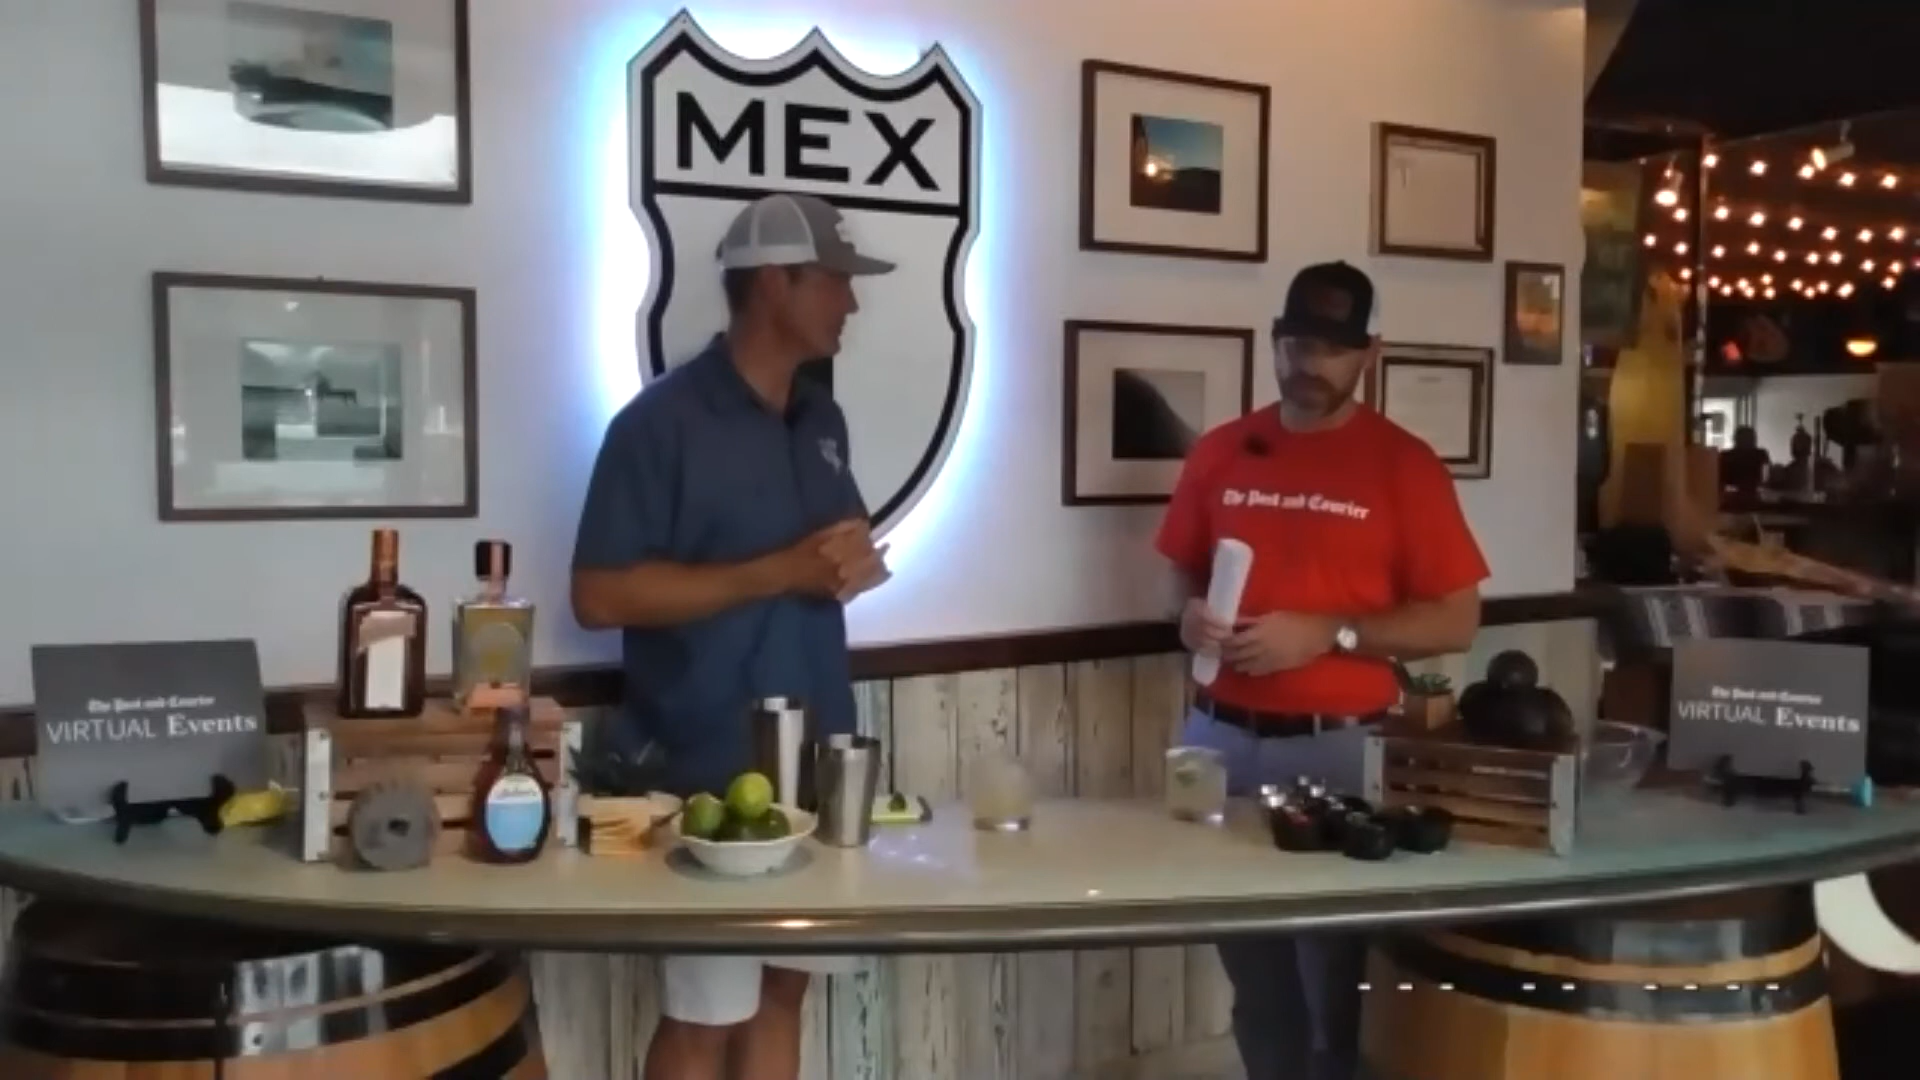 MEX
The Post and Courier
The Post and Courier
VIRTUAL Events
The Post and Courier
VIRTUAL Events